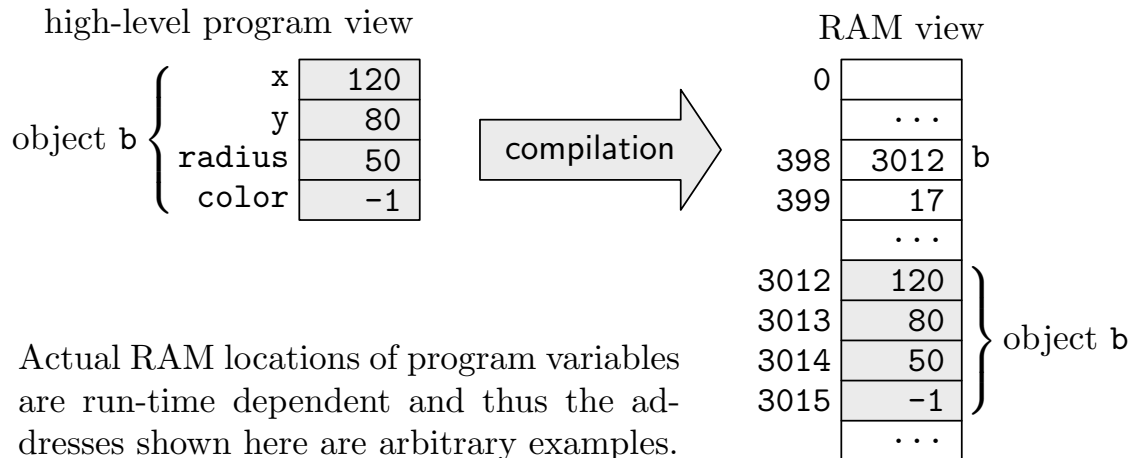 high-level program view
object b
x 120
y 80
radius 50
color -1
compilation
RAM view
0
...
398 3012 b
399 17
...
3012 120
3013 80
3014 50
3015 -1
...
object b
Actual RAM locations of program variables
are run-time dependent and thus the ad-
dresses shown here are arbitrary examples.